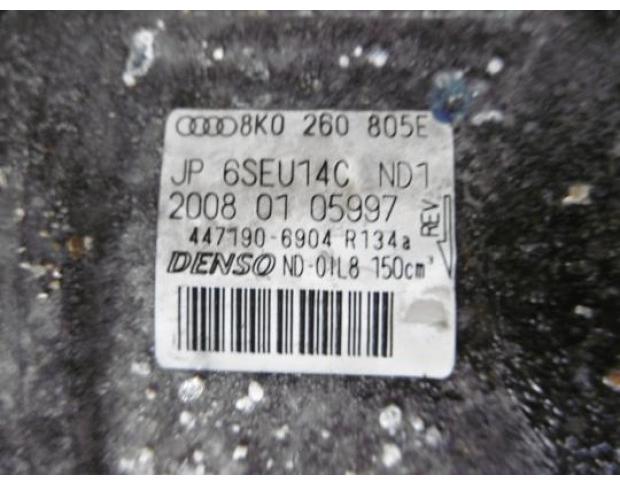 8K0 260 805E
JP 6SEU14C ND1
2008 01 05997
447190-6904 R134a
REV
DENSO ND-OIL8 150cm³